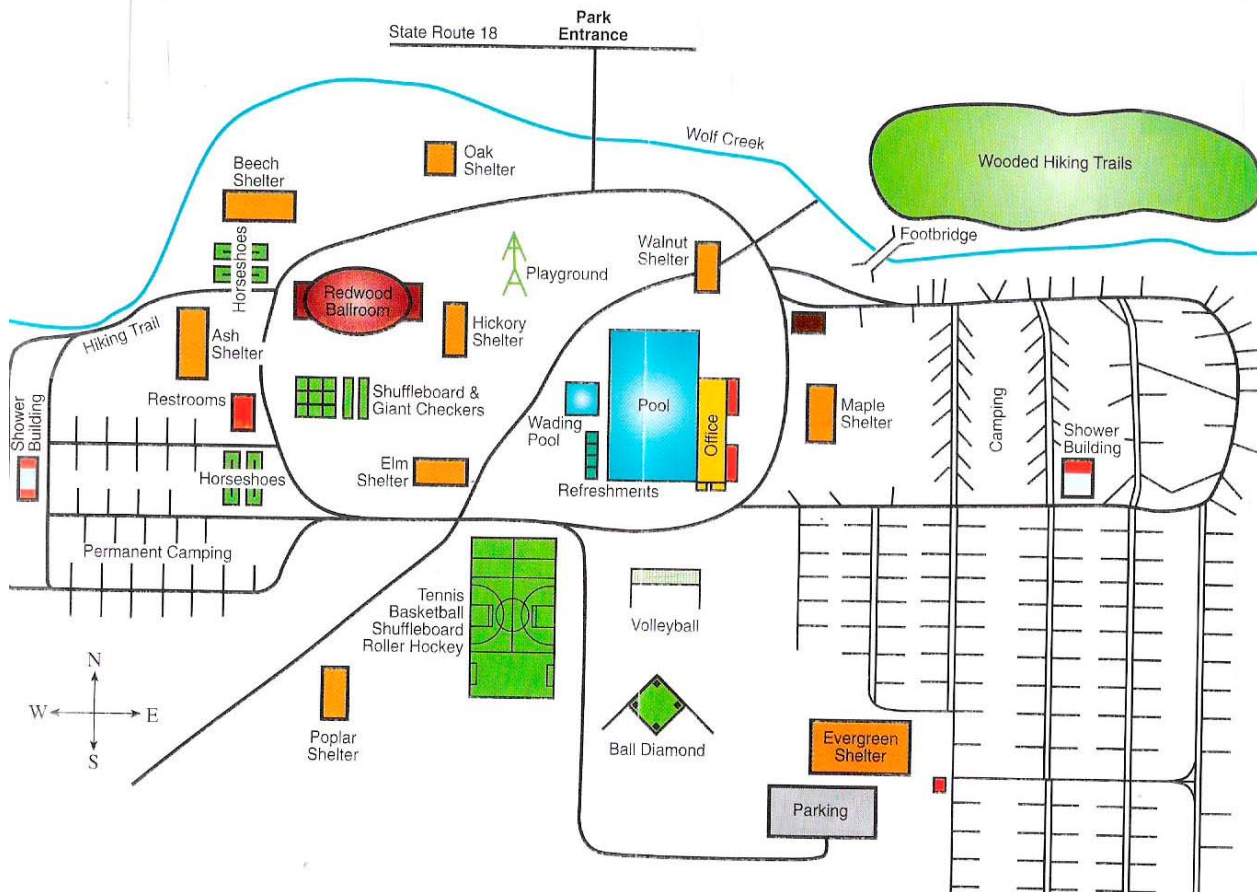 Park
Entrance
State Route 18
Wolf Creek
Wooded Hiking Trails
Oak
Shelter
Beech
Shelter
Horseshoes
Footbridge
Walnut
Shelter
Playground
Redwood
Ballroom
Hickory
Shelter
Hiking Trail
Ash
Shelter
Restrooms
Shuffleboard &
Giant Checkers
Wading
Pool
Pool
Office
Maple
Shelter
Camping
Shower
Building
Shower
Building
Elm
Shelter
Horseshoes
Refreshments
Permanent Camping
Tennis
Basketball
Shuffleboard
Roller Hockey
Volleyball
N
W
E
S
Poplar
Shelter
Ball Diamond
Evergreen
Shelter
Parking